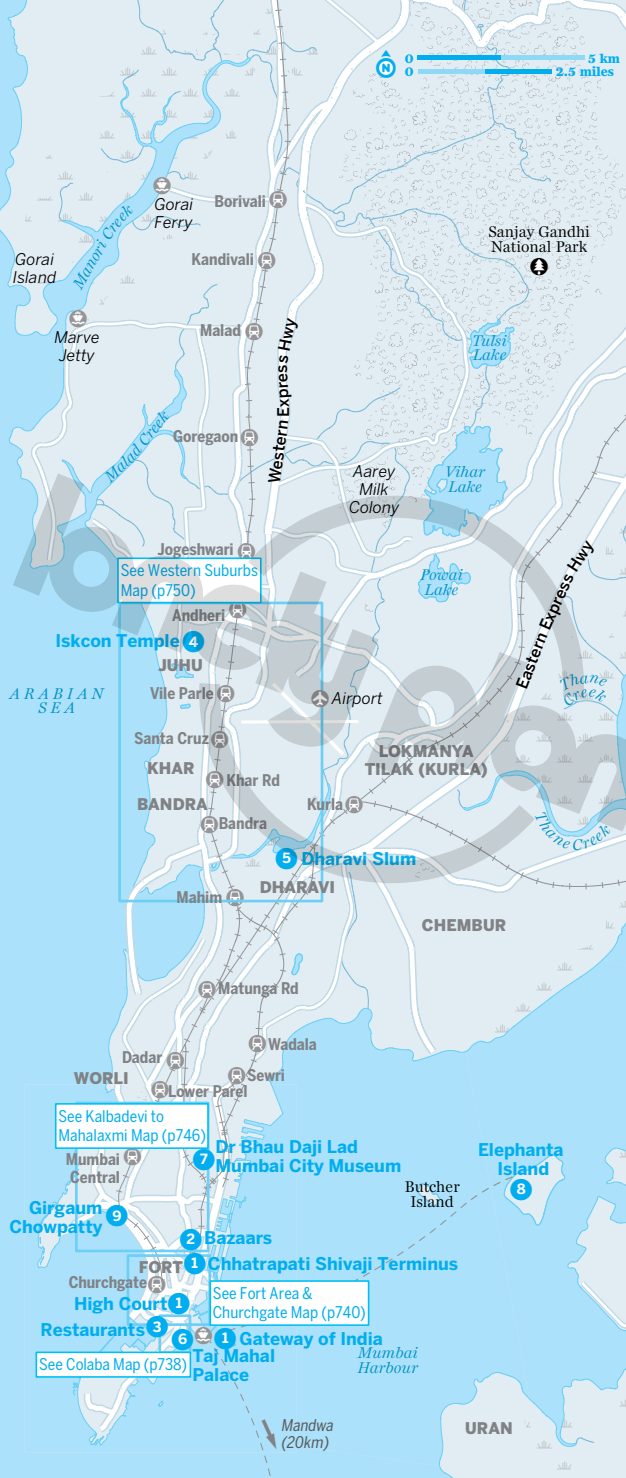 0 5 km
N
0 2.5 miles
Gorai
Ferry
Borivali
Sanjay Gandhi
National Park
Manori Creek
Gorai
Island
Kandivali
Marve
Jetty
Malad
Western Express Hwy
Tulsi
Lake
Malad Creek
Goregaon
Aarey
Milk
Colony
Vihar
Lake
Jogeshwari
See Western Suburbs
Map (p750)
Powai
Lake
Eastern Express Hwy
Andheri
Iskcon Temple 4
JUHU
ARABIAN
SEA
Vile Parle
Airport
Thane
Creek
Santa Cruz
LOKMANYA
TILAK (KURLA)
KHAR
Khar Rd
BANDRA
Kurla
Bandra
Thane Creek
5 Dharavi Slum
DHARAVI
Mahim
CHEMBUR
Matunga Rd
Wadala
Dadar
WORLI
Sewri
Lower Parel
See Kalbadevi to
Mahalaxmi Map (p746)
Mumbai
Central
7 Dr Bhau Daji Lad
Mumbai City Museum
Elephanta
Island
8
Butcher
Island
Girgaum
Chowpatty 9
2 Bazaars
FORT 1 Chhatrapati Shivaji Terminus
Churchgate
High Court 1
See Fort Area &
Churchgate Map (p740)
Restaurants 3
6 Taj Mahal
Palace
1 Gateway of India
See Colaba Map (p738)
Mumbai
Harbour
Mandwa
(20km)
URAN
lonely planet